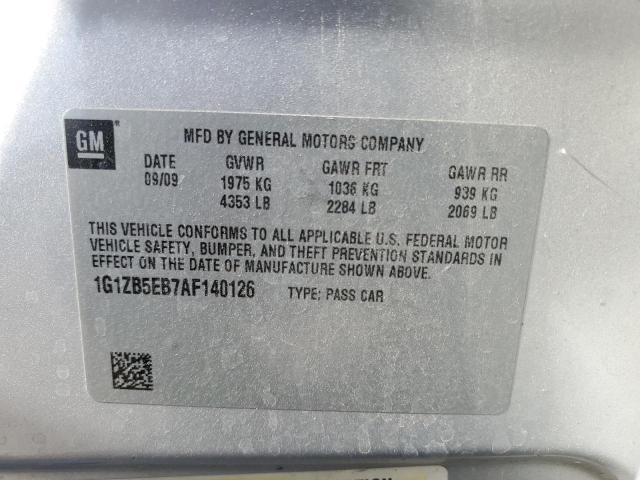 GM ®
MFD BY GENERAL MOTORS COMPANY
DATE GVWR GAWR FRT GAWR RR
09/09 1975 KG 1036 KG 939 KG
4353 LB 2284 LB 2069 LB
THIS VEHICLE CONFORMS TO ALL APPLICABLE U.S. FEDERAL MOTOR
VEHICLE SAFETY, BUMPER, AND THEFT PREVENTION STANDARDS IN
EFFECT ON THE DATE OF MANUFACTURE SHOWN ABOVE.
1G1ZB5EB7AF140126 TYPE: PASS CAR